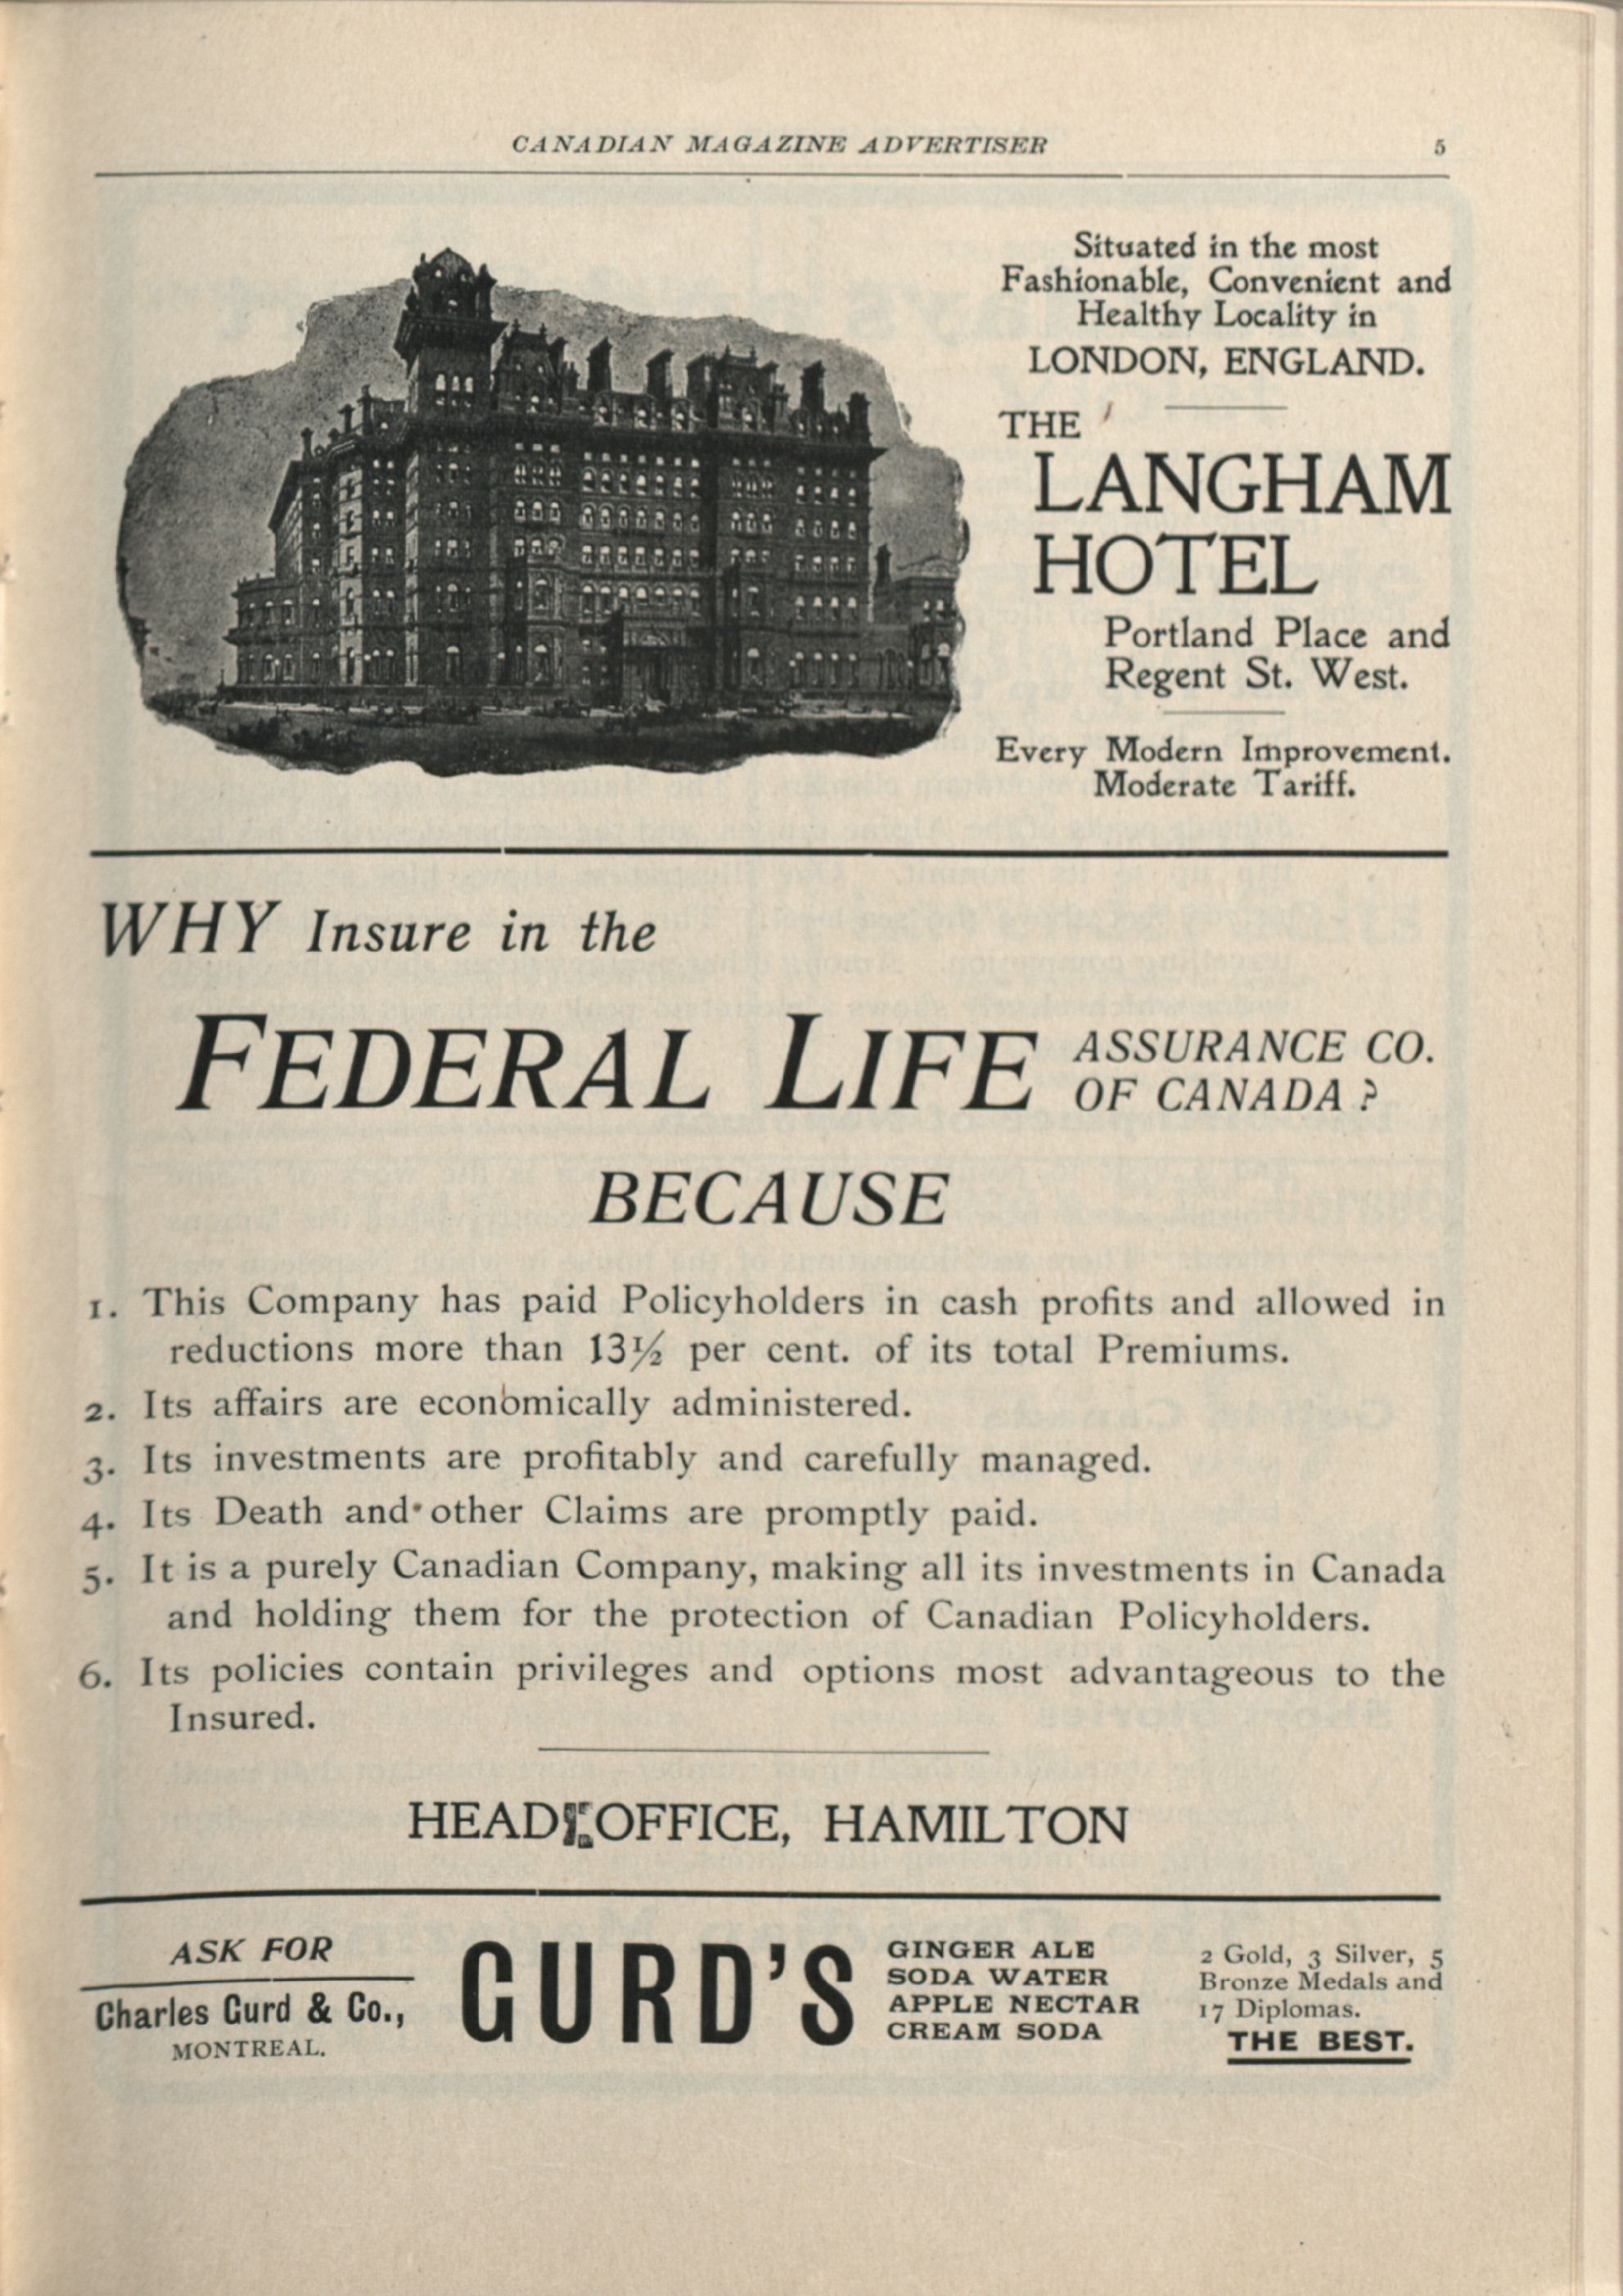 CANADIAN MAGAZINE ADVERTISER 5
Situated in the most
Fashionable, Convenient and
Healthy Locality in
LONDON, ENGLAND.
THE
LANGHAM
HOTEL
Portland Place and
Regent St. West.
Every Modern Improvement.
Moderate Tariff.
WHY Insure in the
FEDERAL LIFE ASSURANCE CO.
OF CANADA?
BECAUSE
1. This Company has paid Policyholders in cash profits and allowed in
reductions more than 13½ per cent. of its total Premiums.
2. Its affairs are economically administered.
3. Its investments are profitably and carefully managed.
4. Its Death and other Claims are promptly paid.
5. It is a purely Canadian Company, making all its investments in Canada
and holding them for the protection of Canadian Policyholders.
6. Its policies contain privileges and options most advantageous to the
Insured.
HEAD OFFICE, HAMILTON
ASK FOR
Charles Gurd & Co.,
MONTREAL.
GURD'S
GINGER ALE
SODA WATER
APPLE NECTAR
CREAM SODA
2 Gold, 3 Silver, 5
Bronze Medals and
17 Diplomas.
THE BEST.